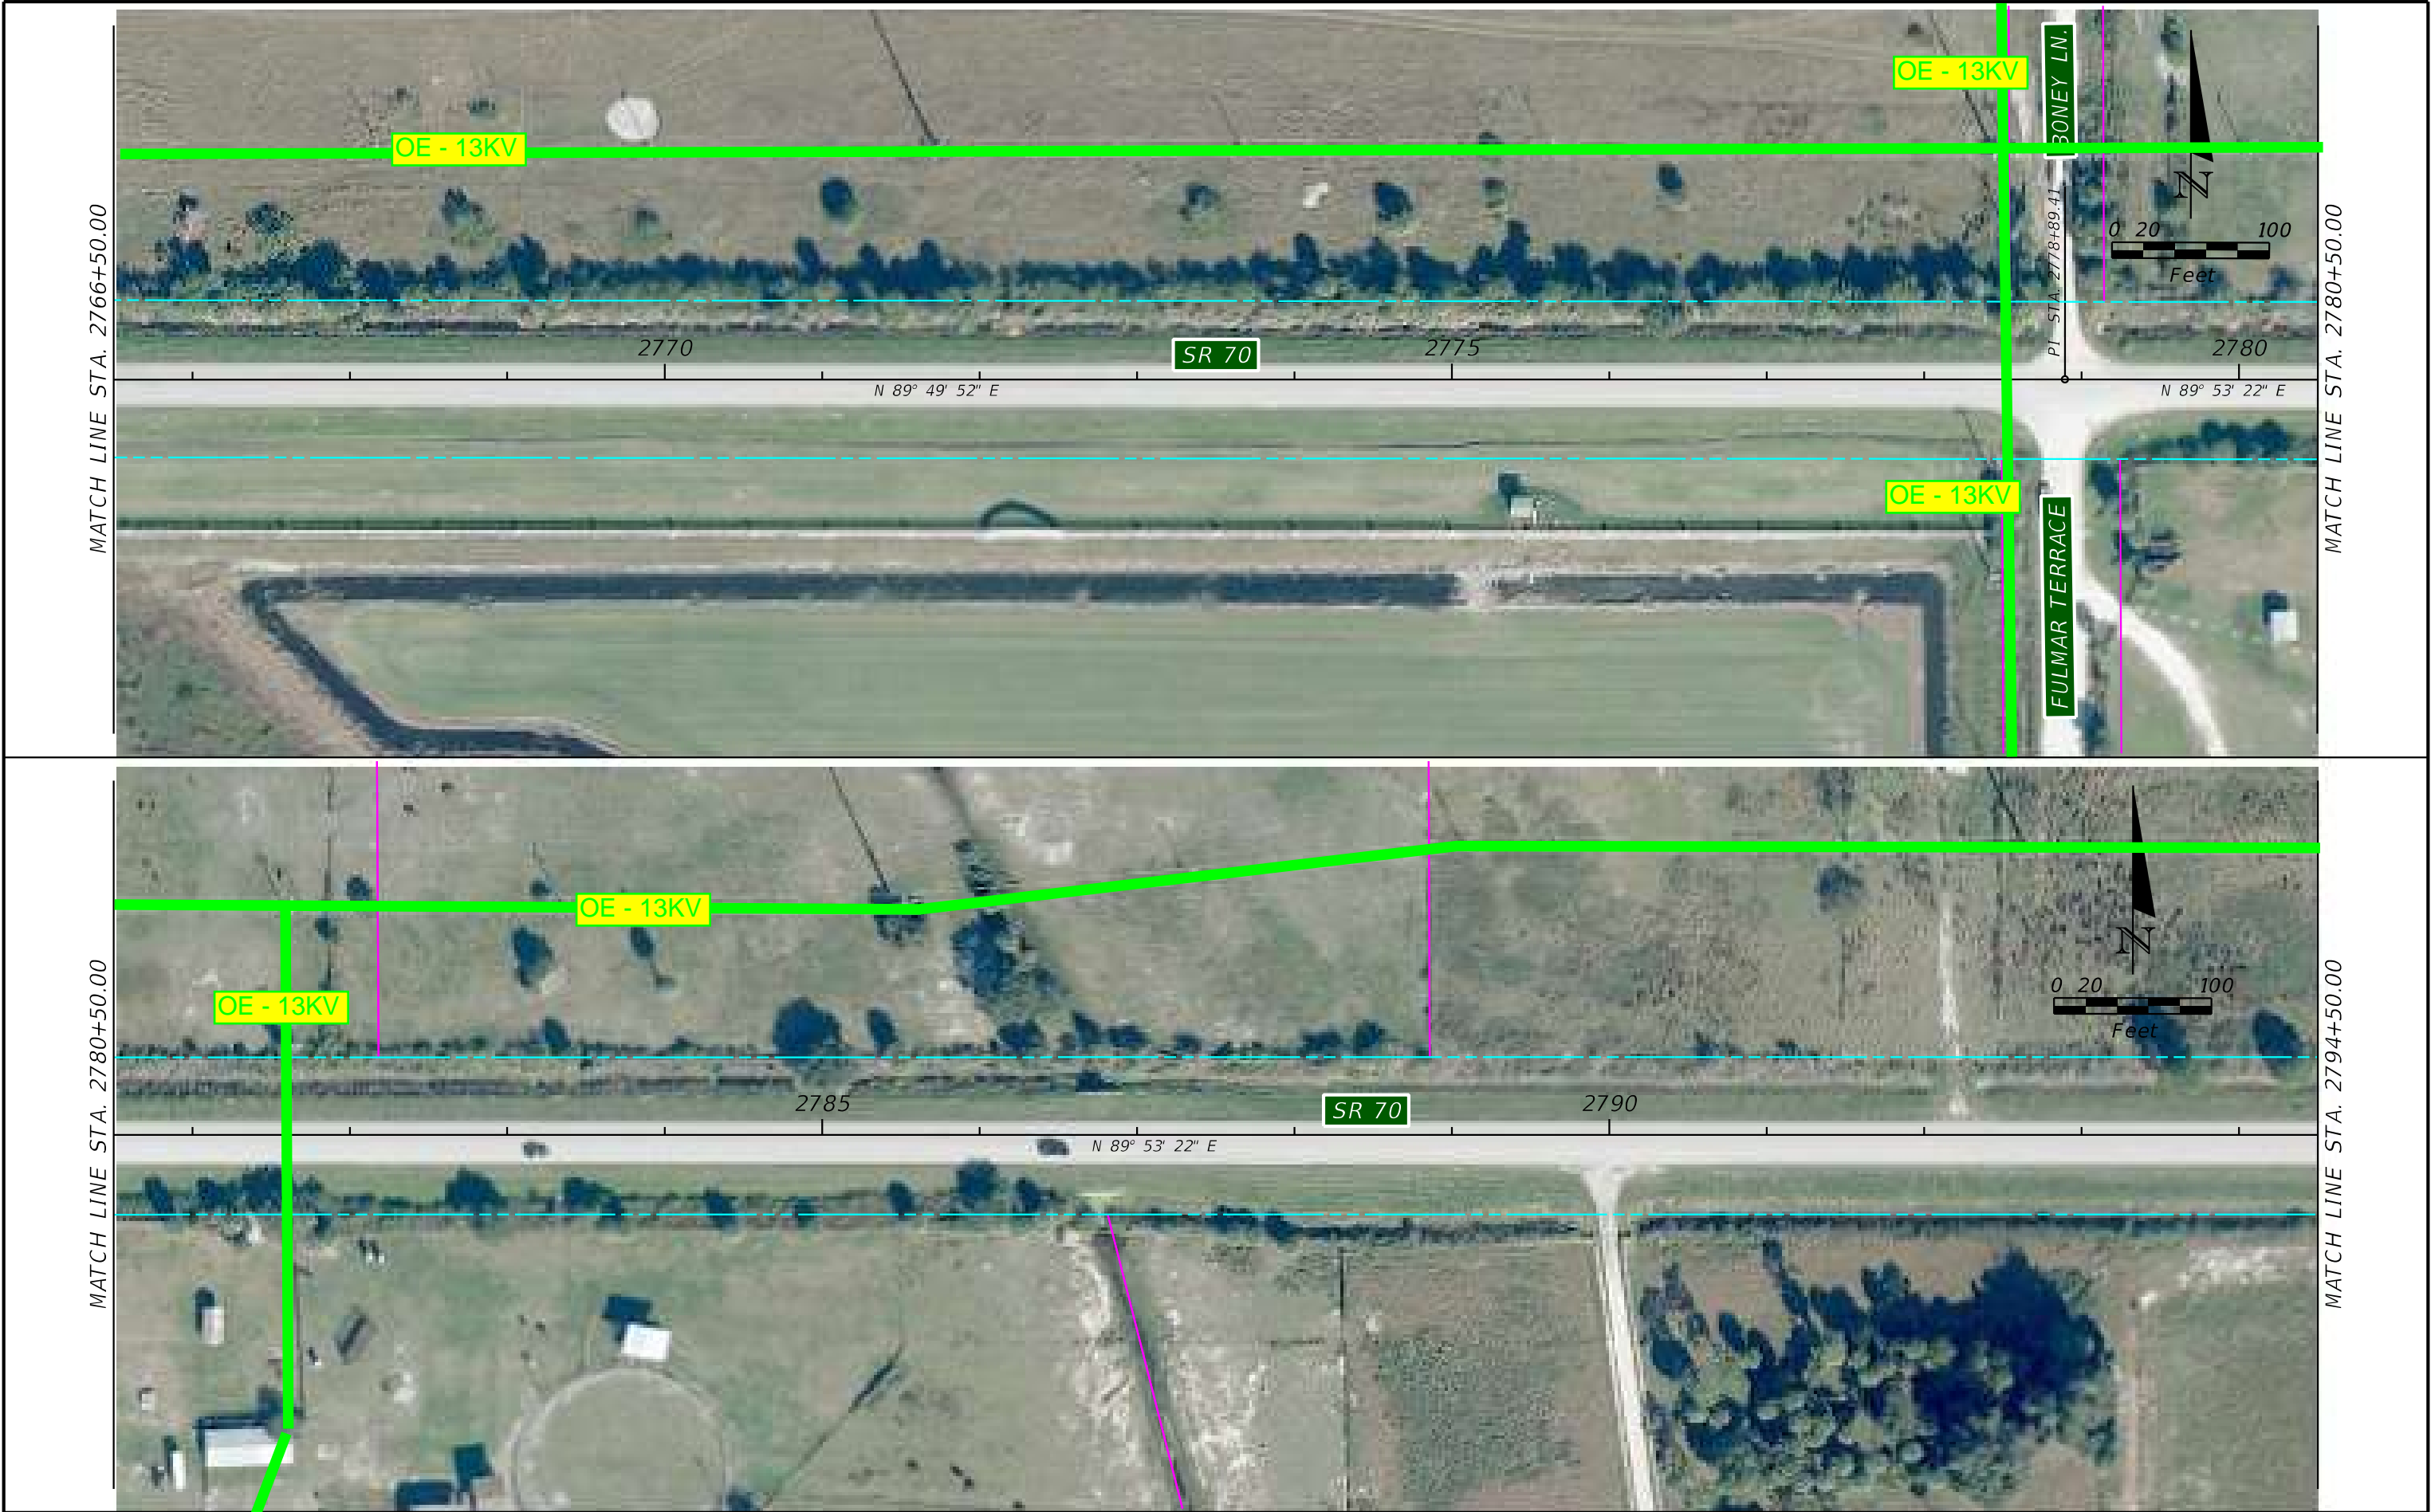 OE - 13KV
BONEY LN.
OE - 13KV
N
0 20 100
Feet
MATCH LINE STA. 2766+50.00
PI STA. 2778+89.41
MATCH LINE STA. 2780+50.00
2770
SR 70
2775
2780
N 89° 49' 52" E
N 89° 53' 22" E
OE - 13KV
FULMAR TERRACE
OE - 13KV
N
OE - 13KV
0 20 100
Feet
MATCH LINE STA. 2780+50.00
MATCH LINE STA. 2794+50.00
2785
SR 70
2790
N 89° 53' 22" E